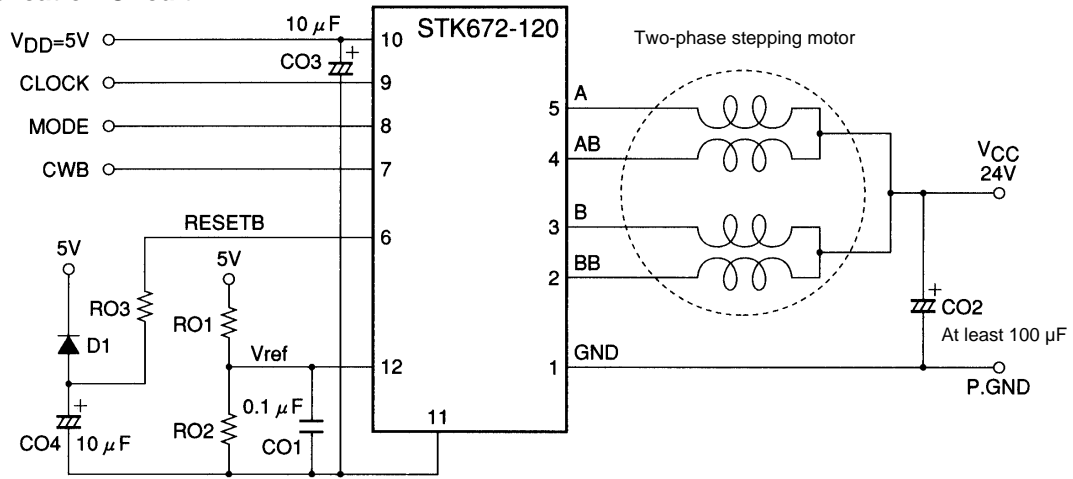 10 μF
STK672-120
VDD=5V
10
CO3
+
CLOCK
9
MODE
8
CWB
7
RESETB
6
5V
5V
RO3
RO1
D1
Vref
12
+
CO4
10 μF
RO2
0.1 μF
CO1
11
Two-phase stepping motor
5
A
4
AB
3
B
2
BB
VCC
24V
+
CO2
At least 100 µF
1
GND
P.GND